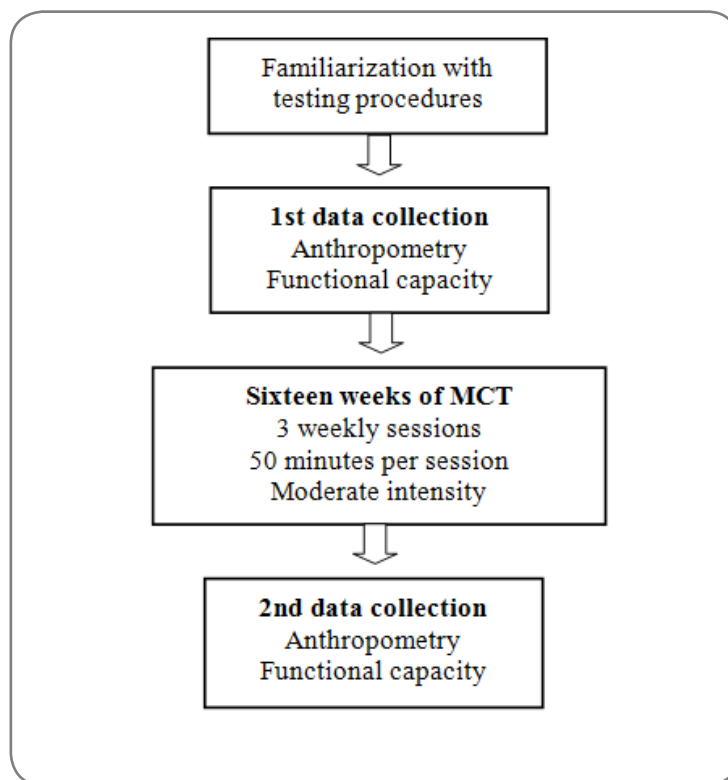 Familiarization with
testing procedures
1st data collection
Anthropometry
Functional capacity
Sixteen weeks of MCT
3 weekly sessions
50 minutes per session
Moderate intensity
2nd data collection
Anthropometry
Functional capacity